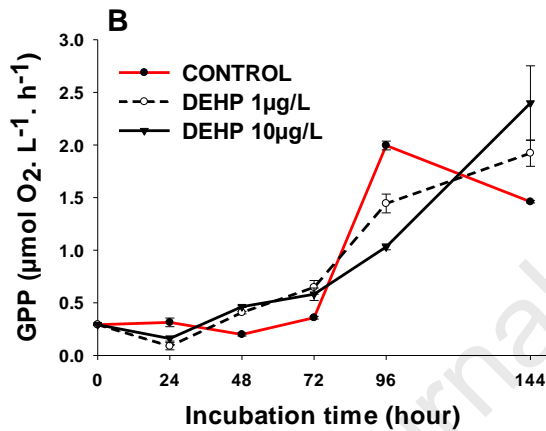 B
CONTROL
DEHP 1µg/L
DEHP 10µg/L
GPP (µmol O₂. L⁻¹. h⁻¹)
3.0
2.5
2.0
1.5
1.0
0.5
0.0
0 24 48 72 96 144
Incubation time (hour)
urnal